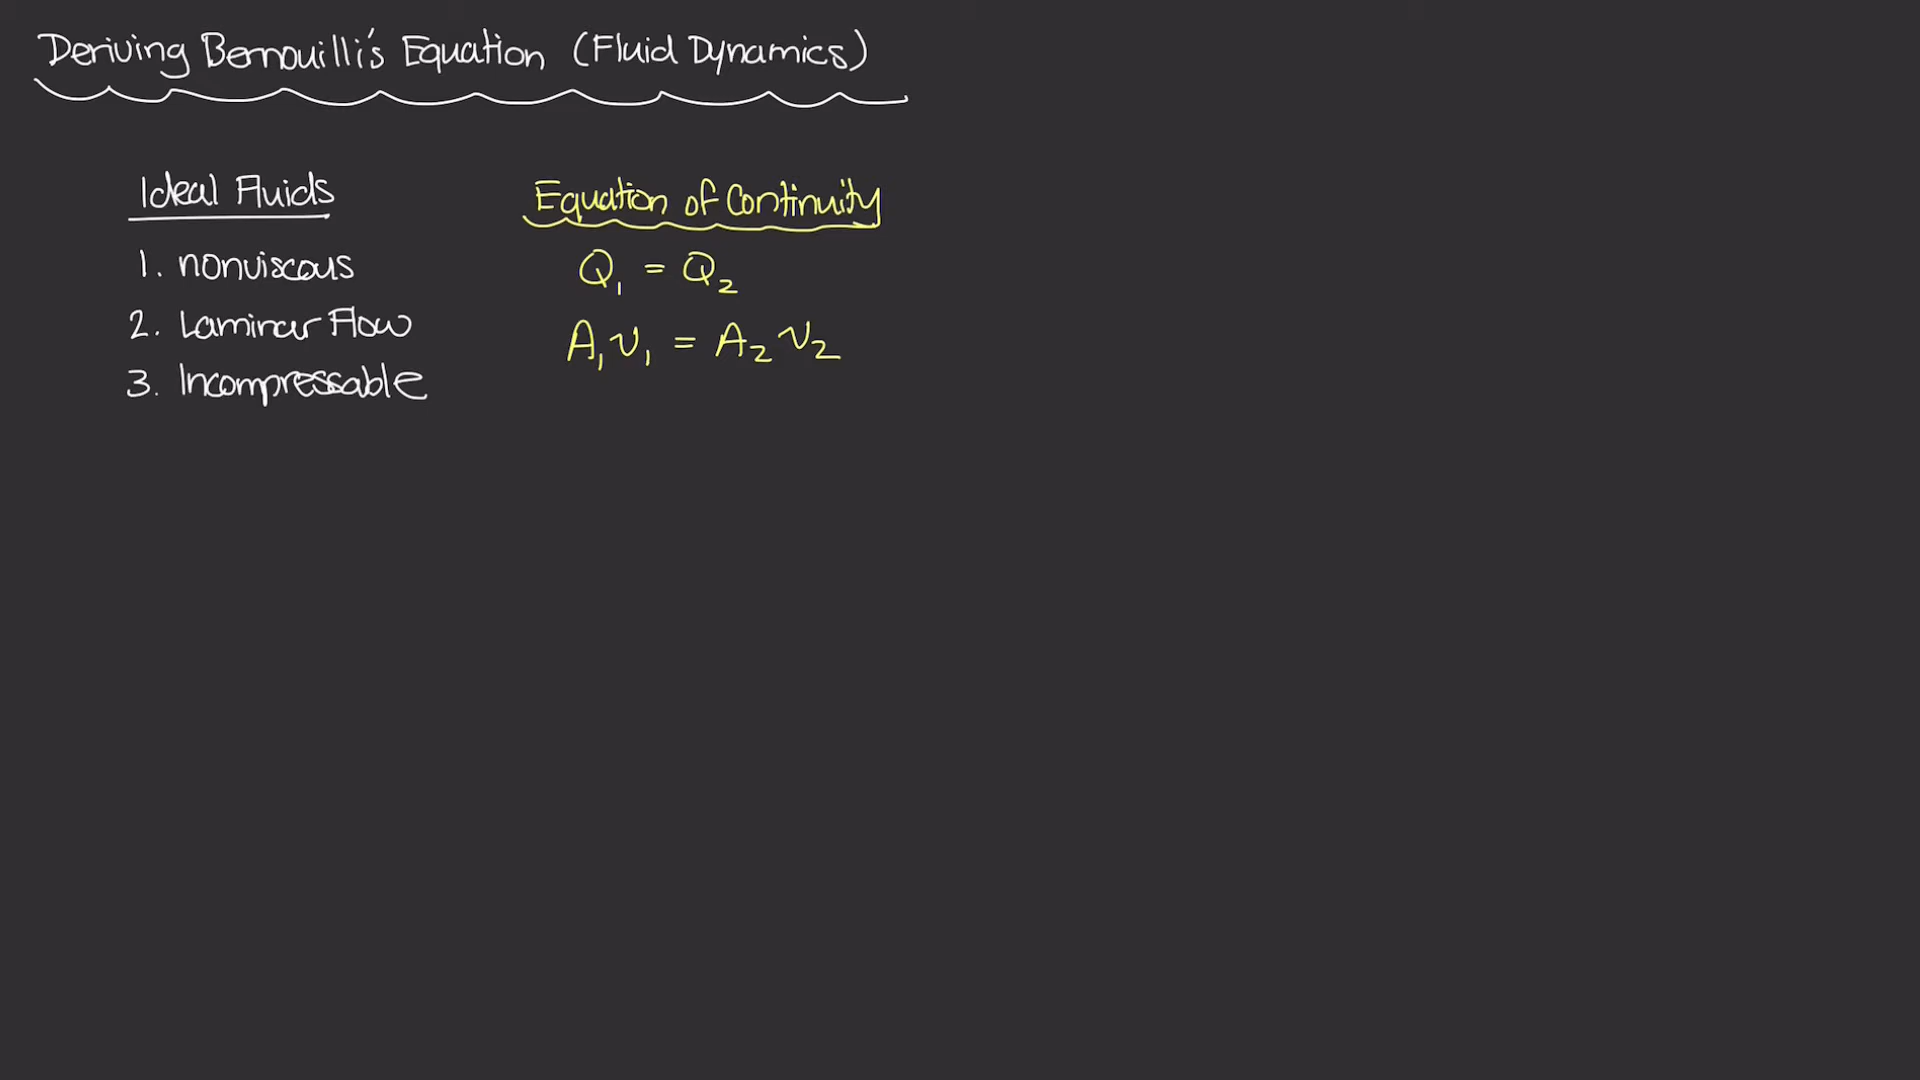 Deriving Bernouilli's Equation (Fluid Dynamics)
Ideal Fluids
1. nonviscous
2. Laminar Flow
3. Incompressable
Equation of Continuity
Q₁ = Q₂
A₁v₁ = A₂v₂